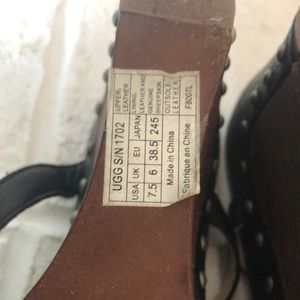 UGG S/N 1702
USA UK EU JAPAN
7.5 6 38.5 245
Made in China
Fabrique en Chine
UPPER:
LEATHER
LINING:
LEATHER AND
GENUINE
SHEEPSKIN
OUTSOLE:
LEATHER
F8007L